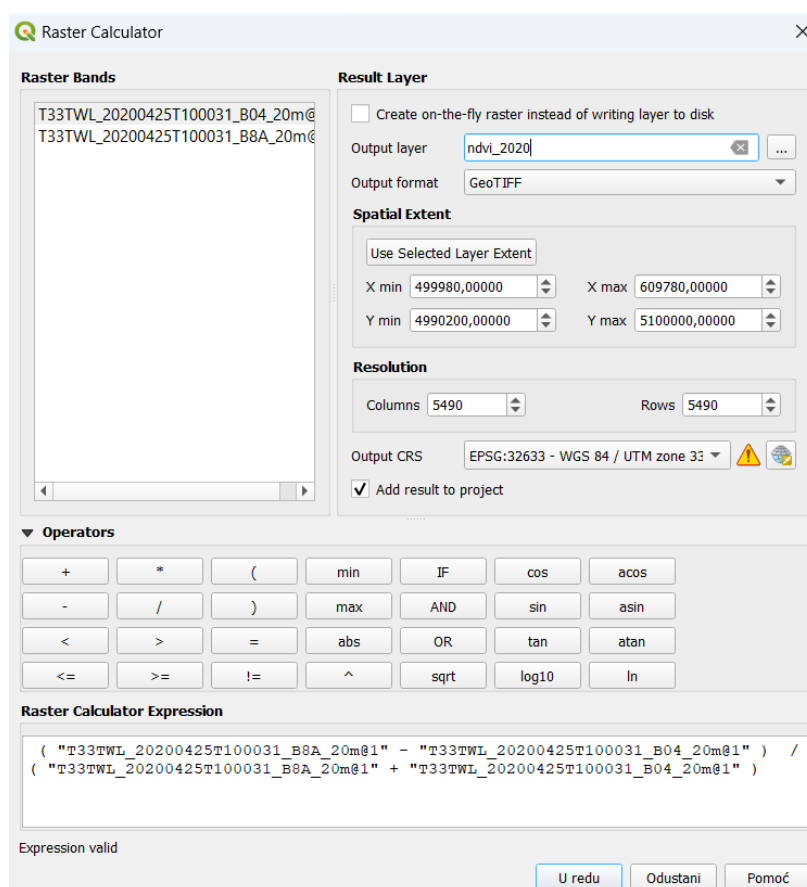 Raster Calculator
Raster Bands
T33TWL_20200425T100031_B04_20m@
T33TWL_20200425T100031_B8A_20m@
Result Layer
Create on-the-fly raster instead of writing layer to disk
Output layer ndvi_2020 ...
Output format GeoTIFF
Spatial Extent
Use Selected Layer Extent
X min 499980,00000 X max 609780,00000
Y min 4990200,00000 Y max 5100000,00000
Resolution
Columns 5490 Rows 5490
Output CRS EPSG:32633 - WGS 84 / UTM zone 33
Add result to project
Operators
+ * ( min IF cos acos
- / ) max AND sin asin
< > = abs OR tan atan
<= >= != ^ sqrt log10 ln
Raster Calculator Expression
( "T33TWL_20200425T100031_B8A_20m@1" - "T33TWL_20200425T100031_B04_20m@1" ) /
( "T33TWL_20200425T100031_B8A_20m@1" + "T33TWL_20200425T100031_B04_20m@1" )
Expression valid
U redu Odustani Pomoć